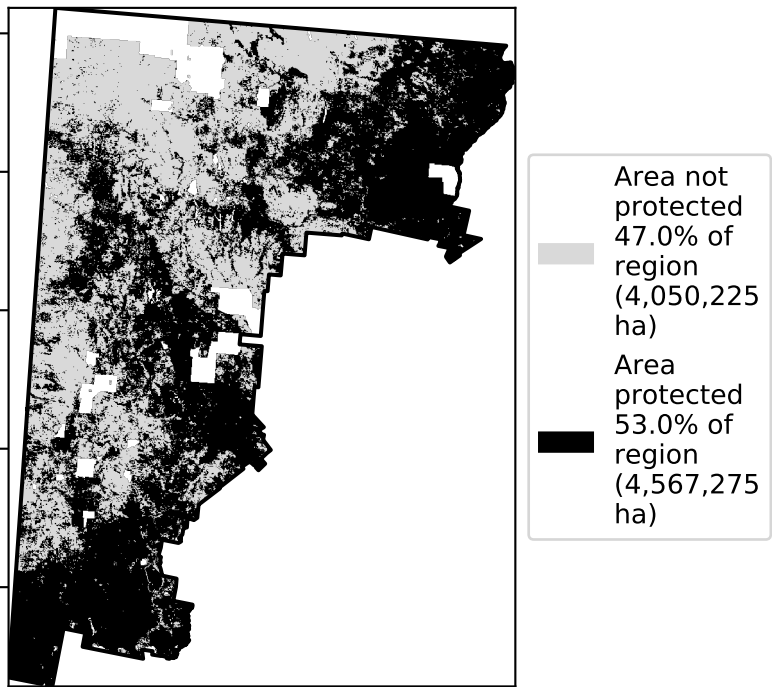 Area not
protected
47.0% of
region
(4,050,225
ha)
Area
protected
53.0% of
region
(4,567,275
ha)